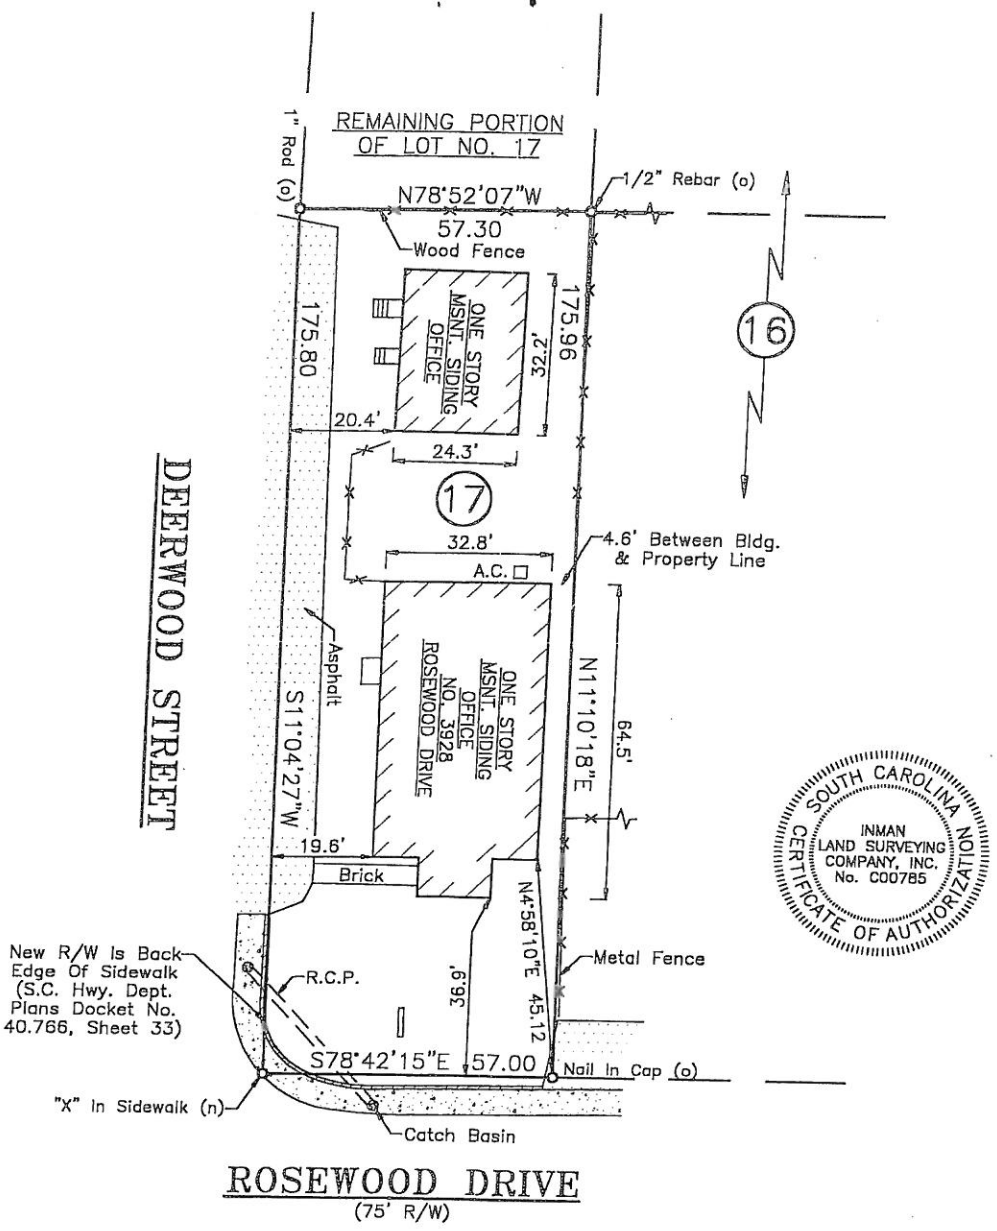 REMAINING PORTION
OF LOT NO. 17
1" Rod (o)
N78°52'07"W
57.30
1/2" Rebar (o)
Wood Fence
175.80
ONE STORY
MSNT. SIDING
OFFICE
32.2'
175.96
16
20.4'
24.3'
17
32.8'
A.C.
4.6' Between Bldg.
& Property Line
DEERWOOD STREET
Asphalt
S11°04'27"W
ONE STORY
MSNT. SIDING
OFFICE
NO. 3928
ROSEWOOD DRIVE
N11°10'18"E
64.5'
19.6'
Brick
SOUTH CAROLINA
INMAN
LAND SURVEYING
COMPANY, INC.
No. C00785
CERTIFICATE OF AUTHORIZATION
New R/W Is Back
Edge Of Sidewalk
(S.C. Hwy. Dept.
Plans Docket No.
40.766, Sheet 33)
R.C.P.
36.9'
N4°58'10"E 45.12
Metal Fence
S78°42'15"E 57.00
Nail In Cap (o)
"X" In Sidewalk (n)
Catch Basin
ROSEWOOD DRIVE
(75' R/W)